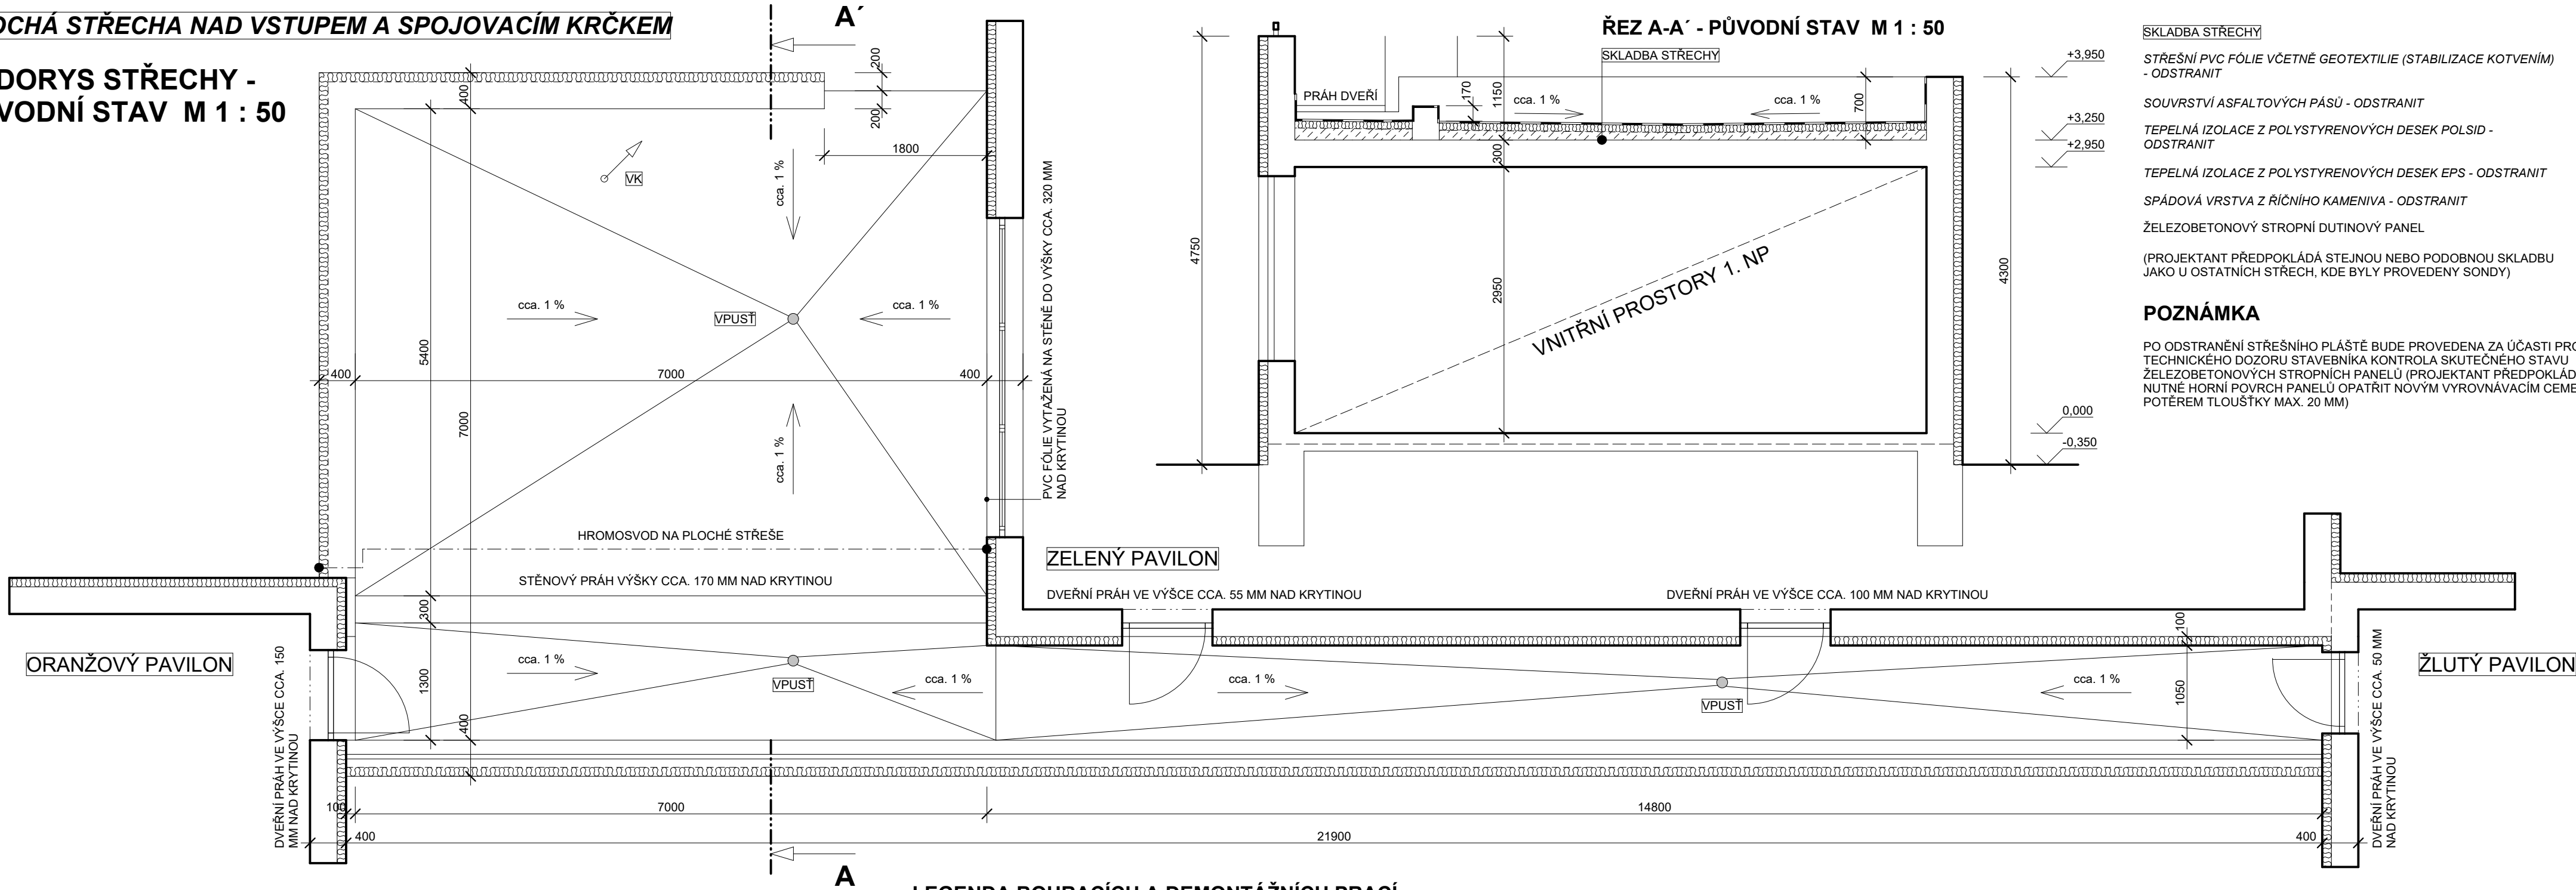 OCHÁ STŘECHA NAD VSTUPEM A SPOJOVACÍM KRČKEM
DORYS STŘECHY -
VODNÍ STAV M 1 : 50
A´
200
400
200
1800
cca. 1 %
VK
PVC FÓLIE VYTAŽENÁ NA STĚNĚ DO VÝŠKY CCA. 320 MM
NAD KRYTINOU
cca. 1 %
VPUSŤ
cca. 1 %
5400
400
7000
400
7000
cca. 1 %
HROMOSVOD NA PLOCHÉ STŘEŠE
STĚNOVÝ PRÁH VÝŠKY CCA. 170 MM NAD KRYTINOU
300
ORANŽOVÝ PAVILON
DVEŘNÍ PRÁH VE VÝŠCE CCA. 150
MM NAD KRYTINOU
cca. 1 %
VPUSŤ
cca. 1 %
1300
400
ZELENÝ PAVILON
DVEŘNÍ PRÁH VE VÝŠCE CCA. 55 MM NAD KRYTINOU
DVEŘNÍ PRÁH VE VÝŠCE CCA. 100 MM NAD KRYTINOU
cca. 1 %
VPUSŤ
cca. 1 %
100
1050
ŽLUTÝ PAVILON
DVEŘNÍ PRÁH VE VÝŠCE CCA. 50 MM
NAD KRYTINOU
100
7000
14800
400
21900
400
A
ŘEZ A-A´ - PŮVODNÍ STAV M 1 : 50
SKLADBA STŘECHY
PRÁH DVEŘÍ
170
1150
cca. 1 %
cca. 1 %
700
300
4750
2950
VNITŘNÍ PROSTORY 1. NP
4300
+3,950
+3,250
+2,950
0,000
-0,350
SKLADBA STŘECHY
STŘEŠNÍ PVC FÓLIE VČETNĚ GEOTEXTILIE (STABILIZACE KOTVENÍM)
- ODSTRANIT
SOUVRSTVÍ ASFALTOVÝCH PÁSŮ - ODSTRANIT
TEPELNÁ IZOLACE Z POLYSTYRENOVÝCH DESEK POLSID -
ODSTRANIT
TEPELNÁ IZOLACE Z POLYSTYRENOVÝCH DESEK EPS - ODSTRANIT
SPÁDOVÁ VRSTVA Z ŘÍČNÍHO KAMENIVA - ODSTRANIT
ŽELEZOBETONOVÝ STROPNÍ DUTINOVÝ PANEL
(PROJEKTANT PŘEDPOKLÁDÁ STEJNOU NEBO PODOBNOU SKLADBU
JAKO U OSTATNÍCH STŘECH, KDE BYLY PROVEDENY SONDY)
POZNÁMKA
PO ODSTRANĚNÍ STŘEŠNÍHO PLÁŠTĚ BUDE PROVEDENA ZA ÚČASTI PRO
TECHNICKÉHO DOZORU STAVEBNÍKA KONTROLA SKUTEČNÉHO STAVU
ŽELEZOBETONOVÝCH STROPNÍCH PANELŮ (PROJEKTANT PŘEDPOKLÁD
NUTNÉ HORNÍ POVRCH PANELŮ OPATŘIT NOVÝM VYROVNÁVACÍM CEME
POTĚREM TLOUŠŤKY MAX. 20 MM)
LEGENDA BOURACÍCH A DEMONTÁŽNÍCH PRACÍ